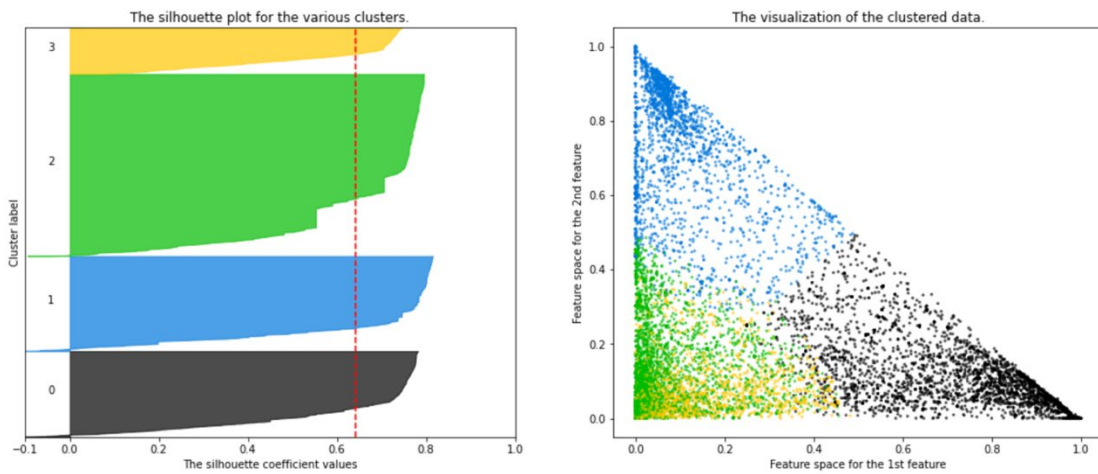 The silhouette plot for the various clusters.
Cluster label
3
2
1
0
−0.1 0.0 0.2 0.4 0.6 0.8 1.0
The silhouette coefficient values
The visualization of the clustered data.
Feature space for the 2nd feature
1.0
0.8
0.6
0.4
0.2
0.0
0.0 0.2 0.4 0.6 0.8 1.0
Feature space for the 1st feature